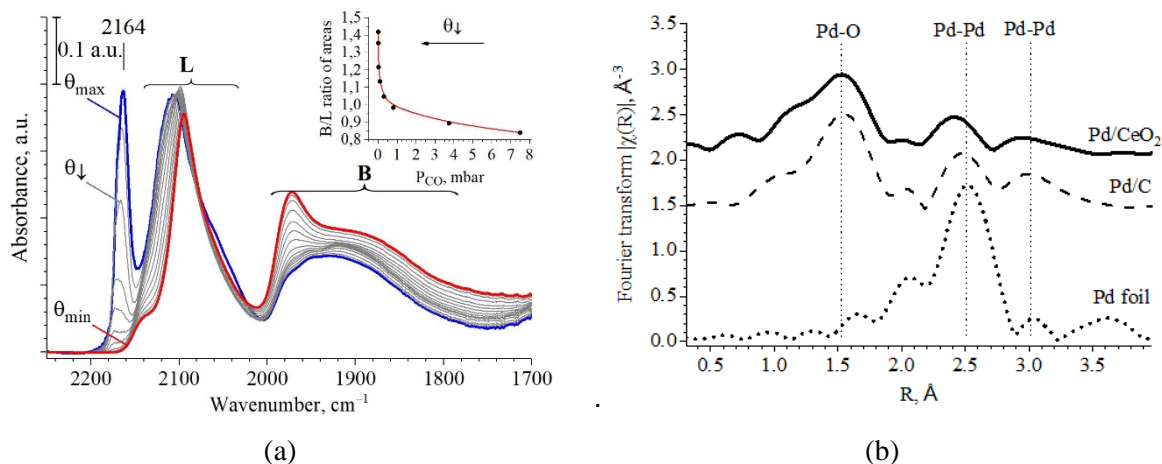 2164
0.1 a.u.
L
θmax
θ↓
θmin
B
Absorbance, a.u.
2200 2100 2000 1900 1800 1700
Wavenumber, cm⁻¹
θ↓
B/L ratio of areas
1,5
1,4
1,3
1,2
1,1
1,0
0,9
0,8
0 1 2 3 4 5 6 7 8
PCO, mbar
(a)
.
Pd-O
Pd-Pd
Pd-Pd
Fourier transform |χ(R)|, Å⁻³
3.5
3.0
2.5
2.0
1.5
1.0
0.5
0.0
Pd/CeO₂
Pd/C
Pd foil
0.5 1.0 1.5 2.0 2.5 3.0 3.5
R, Å
(b)